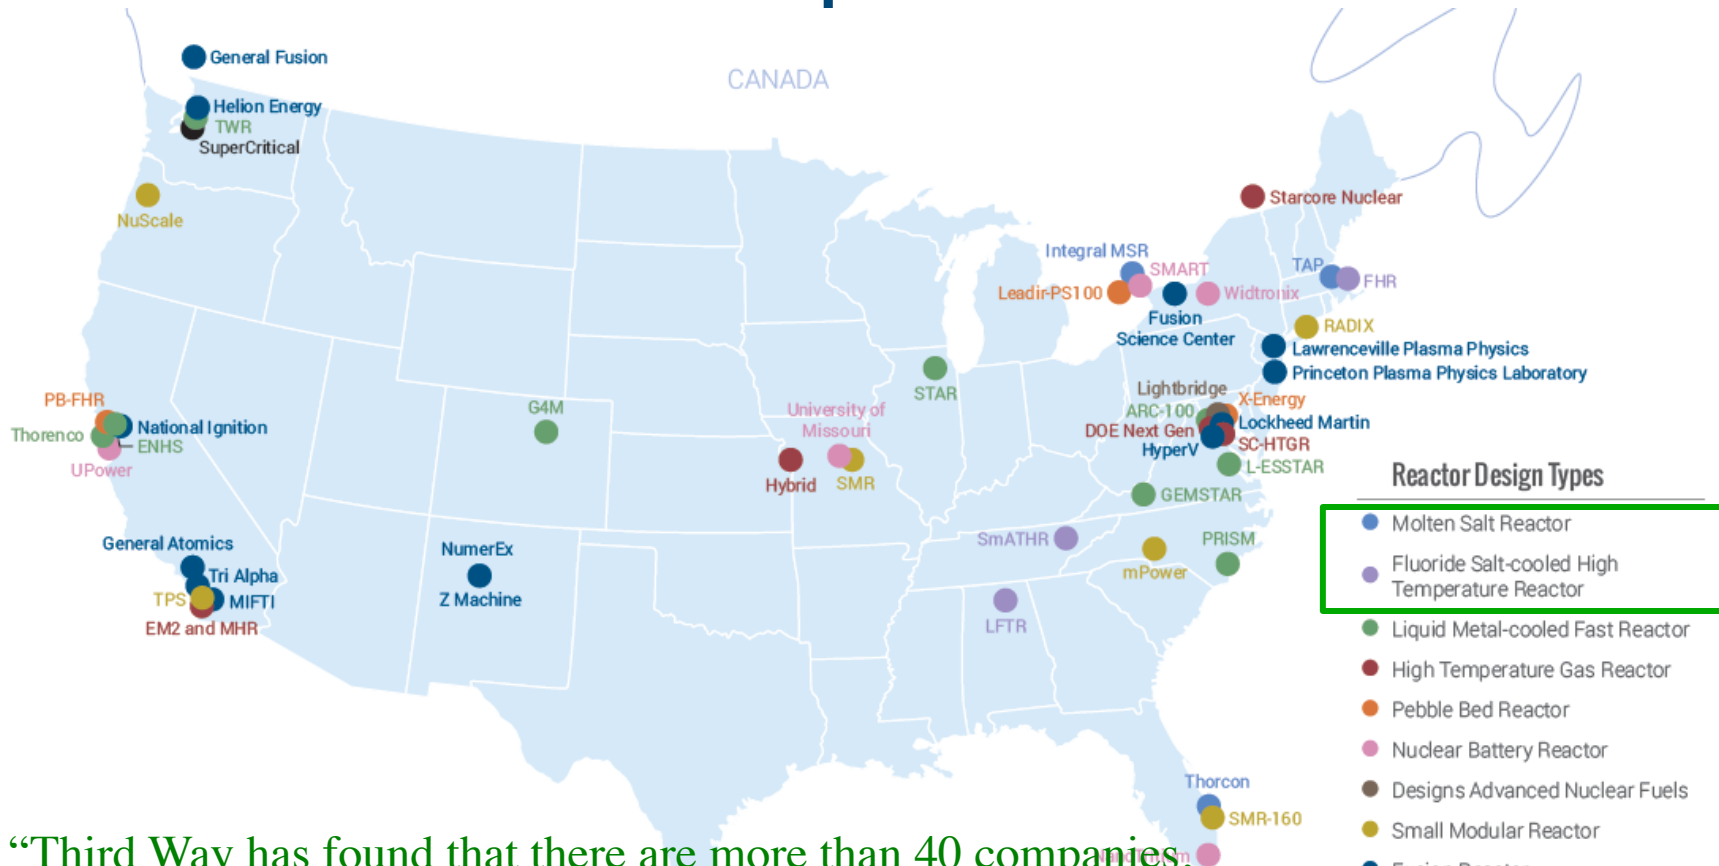 General Fusion
CANADA
Helion Energy
TWR
SuperCritical
NuScale
Starcore Nuclear
Integral MSR
SMART
TAP
FHR
Leadir-PS100
Widtronix
Fusion
Science Center
RADIX
Lawrenceville Plasma Physics
Princeton Plasma Physics Laboratory
STAR
Lightbridge
X-Energy
ARC-100
Lockheed Martin
DOE Next Gen
SC-HTGR
HyperV
L-ESSTAR
GEMSTAR
PB-FHR
National Ignition
Thorenco
ENHS
UPower
G4M
University of
Missouri
Hybrid
SMR
General Atomics
Tri Alpha
TPS
MIFTI
EM2 and MHR
NumerEx
Z Machine
SmATHR
mPower
PRISM
LFTR
Thorcon
SMR-160
NanoTritium
Reactor Design Types
Molten Salt Reactor
Fluoride Salt-cooled High
Temperature Reactor
Liquid Metal-cooled Fast Reactor
High Temperature Gas Reactor
Pebble Bed Reactor
Nuclear Battery Reactor
Designs Advanced Nuclear Fuels
Small Modular Reactor
Fusion Reactor
“Third Way has found that there are more than 40 companies,